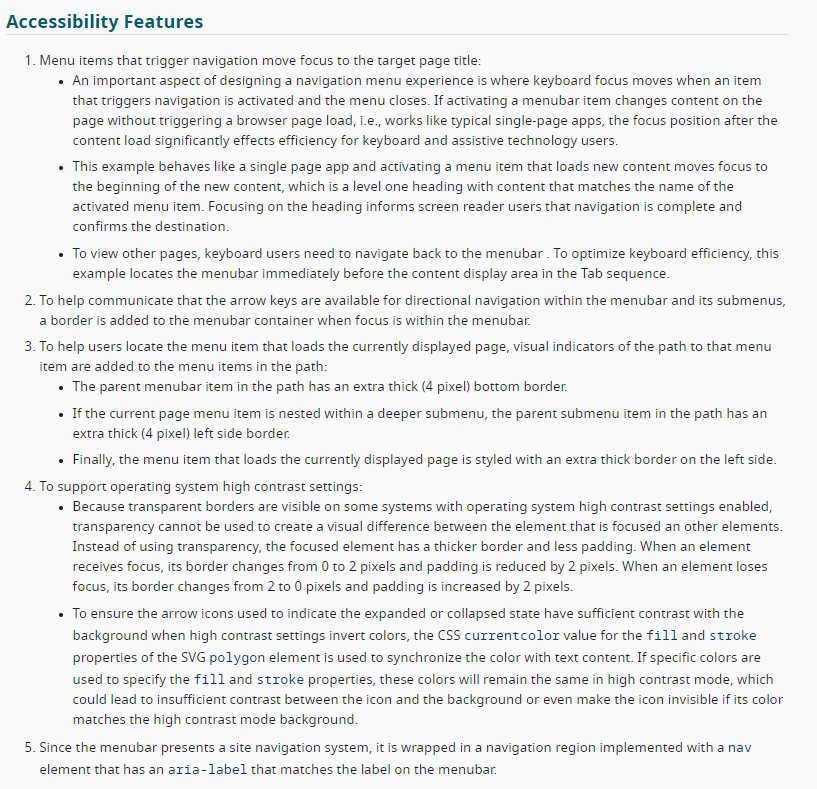 Accessibility Features
1. Menu items that trigger navigation move focus to the target page title:
• An important aspect of designing a navigation menu experience is where keyboard focus moves when an item
that triggers navigation is activated and the menu closes. If activating a menubar item changes content on the
page without triggering a browser page load, i.e., works like typical single-page apps, the focus position after the
content load significantly effects efficiency for keyboard and assistive technology users.
• This example behaves like a single page app and activating a menu item that loads new content moves focus to
the beginning of the new content, which is a level one heading with content that matches the name of the
activated menu item. Focusing on the heading informs screen reader users that navigation is complete and
confirms the destination.
• To view other pages, keyboard users need to navigate back to the menubar . To optimize keyboard efficiency, this
example locates the menubar immediately before the content display area in the Tab sequence.
2. To help communicate that the arrow keys are available for directional navigation within the menubar and its submenus,
a border is added to the menubar container when focus is within the menubar.
3. To help users locate the menu item that loads the currently displayed page, visual indicators of the path to that menu
item are added to the menu items in the path:
• The parent menubar item in the path has an extra thick (4 pixel) bottom border.
• If the current page menu item is nested within a deeper submenu, the parent submenu item in the path has an
extra thick (4 pixel) left side border.
• Finally, the menu item that loads the currently displayed page is styled with an extra thick border on the left side.
4. To support operating system high contrast settings:
• Because transparent borders are visible on some systems with operating system high contrast settings enabled,
transparency cannot be used to create a visual difference between the element that is focused an other elements.
Instead of using transparency, the focused element has a thicker border and less padding. When an element
receives focus, its border changes from 0 to 2 pixels and padding is reduced by 2 pixels. When an element loses
focus, its border changes from 2 to 0 pixels and padding is increased by 2 pixels.
• To ensure the arrow icons used to indicate the expanded or collapsed state have sufficient contrast with the
background when high contrast settings invert colors, the CSS currentcolor value for the fill and stroke
properties of the SVG polygon element is used to synchronize the color with text content. If specific colors are
used to specify the fill and stroke properties, these colors will remain the same in high contrast mode, which
could lead to insufficient contrast between the icon and the background or even make the icon invisible if its color
matches the high contrast mode background.
5. Since the menubar presents a site navigation system, it is wrapped in a navigation region implemented with a nav
element that has an aria-label that matches the label on the menubar.